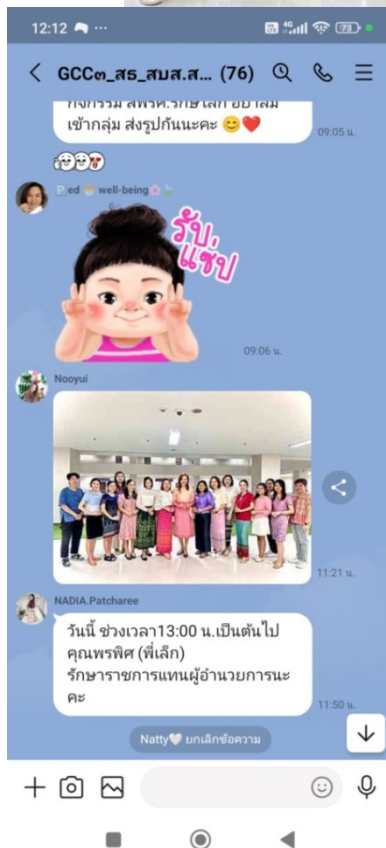 12:12
4G
73
GCC๓_สธ_สบส.ส... (76)
กิจกรรม สพรศ.รักษ์โลก อย่าลืม
เข้ากลุ่ม ส่งรูปกันนะคะ 😊❤️
09:05 น.
ed well-being
รับ,
แซ่บ
09:06 น.
Nooyui
11:21 น.
NADIA.Patcharee
วันนี้ ช่วงเวลา13:00 น.เป็นต้นไป
คุณพรพิศ (พี่เล็ก)
รักษาราชการแทนผู้อำนวยการนะ
คะ
11:50 น.
Natty🤍 ยกเลิกข้อความ